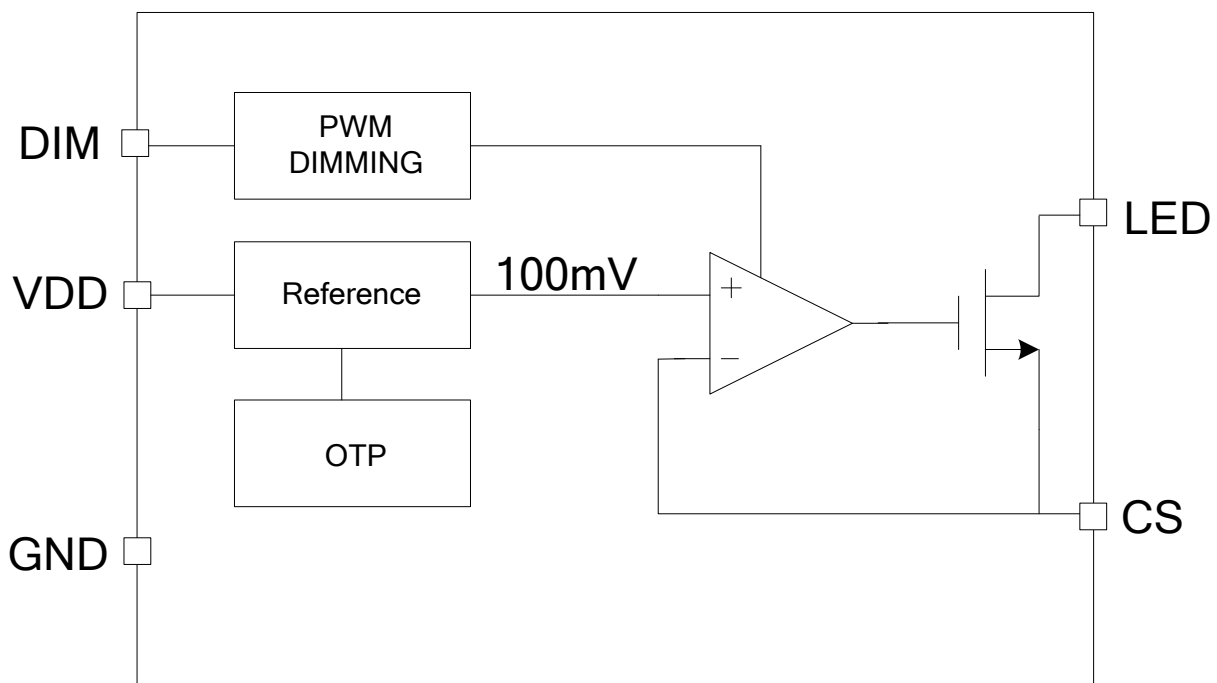 DIM
PWM
DIMMING
LED
VDD
Reference
100mV
+
−
OTP
CS
GND